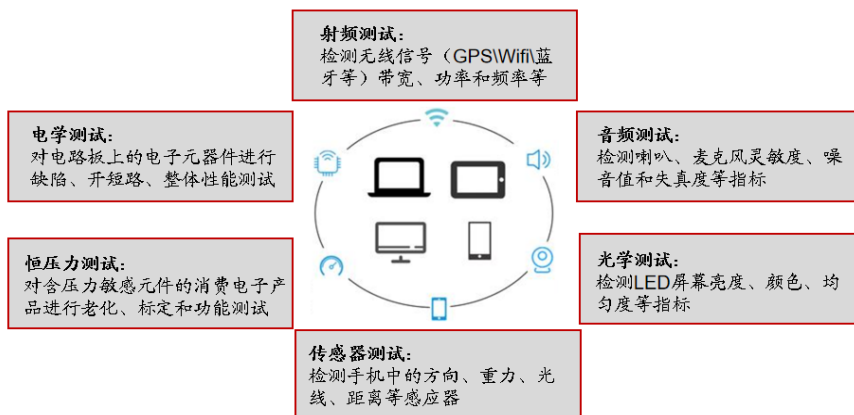 射频测试:
检测无线信号（GPS\Wifi\蓝
牙等）带宽、功率和频率等
电学测试:
对电路板上的电子元器件进行
缺陷、开短路、整体性能测试
音频测试:
检测喇叭、麦克风灵敏度、噪
音值和失真度等指标
恒压力测试:
对含压力敏感元件的消费电子产
品进行老化、标定和功能测试
光学测试:
检测LED屏幕亮度、颜色、均
匀度等指标
传感器测试:
检测手机中的方向、重力、光
线、距离等感应器